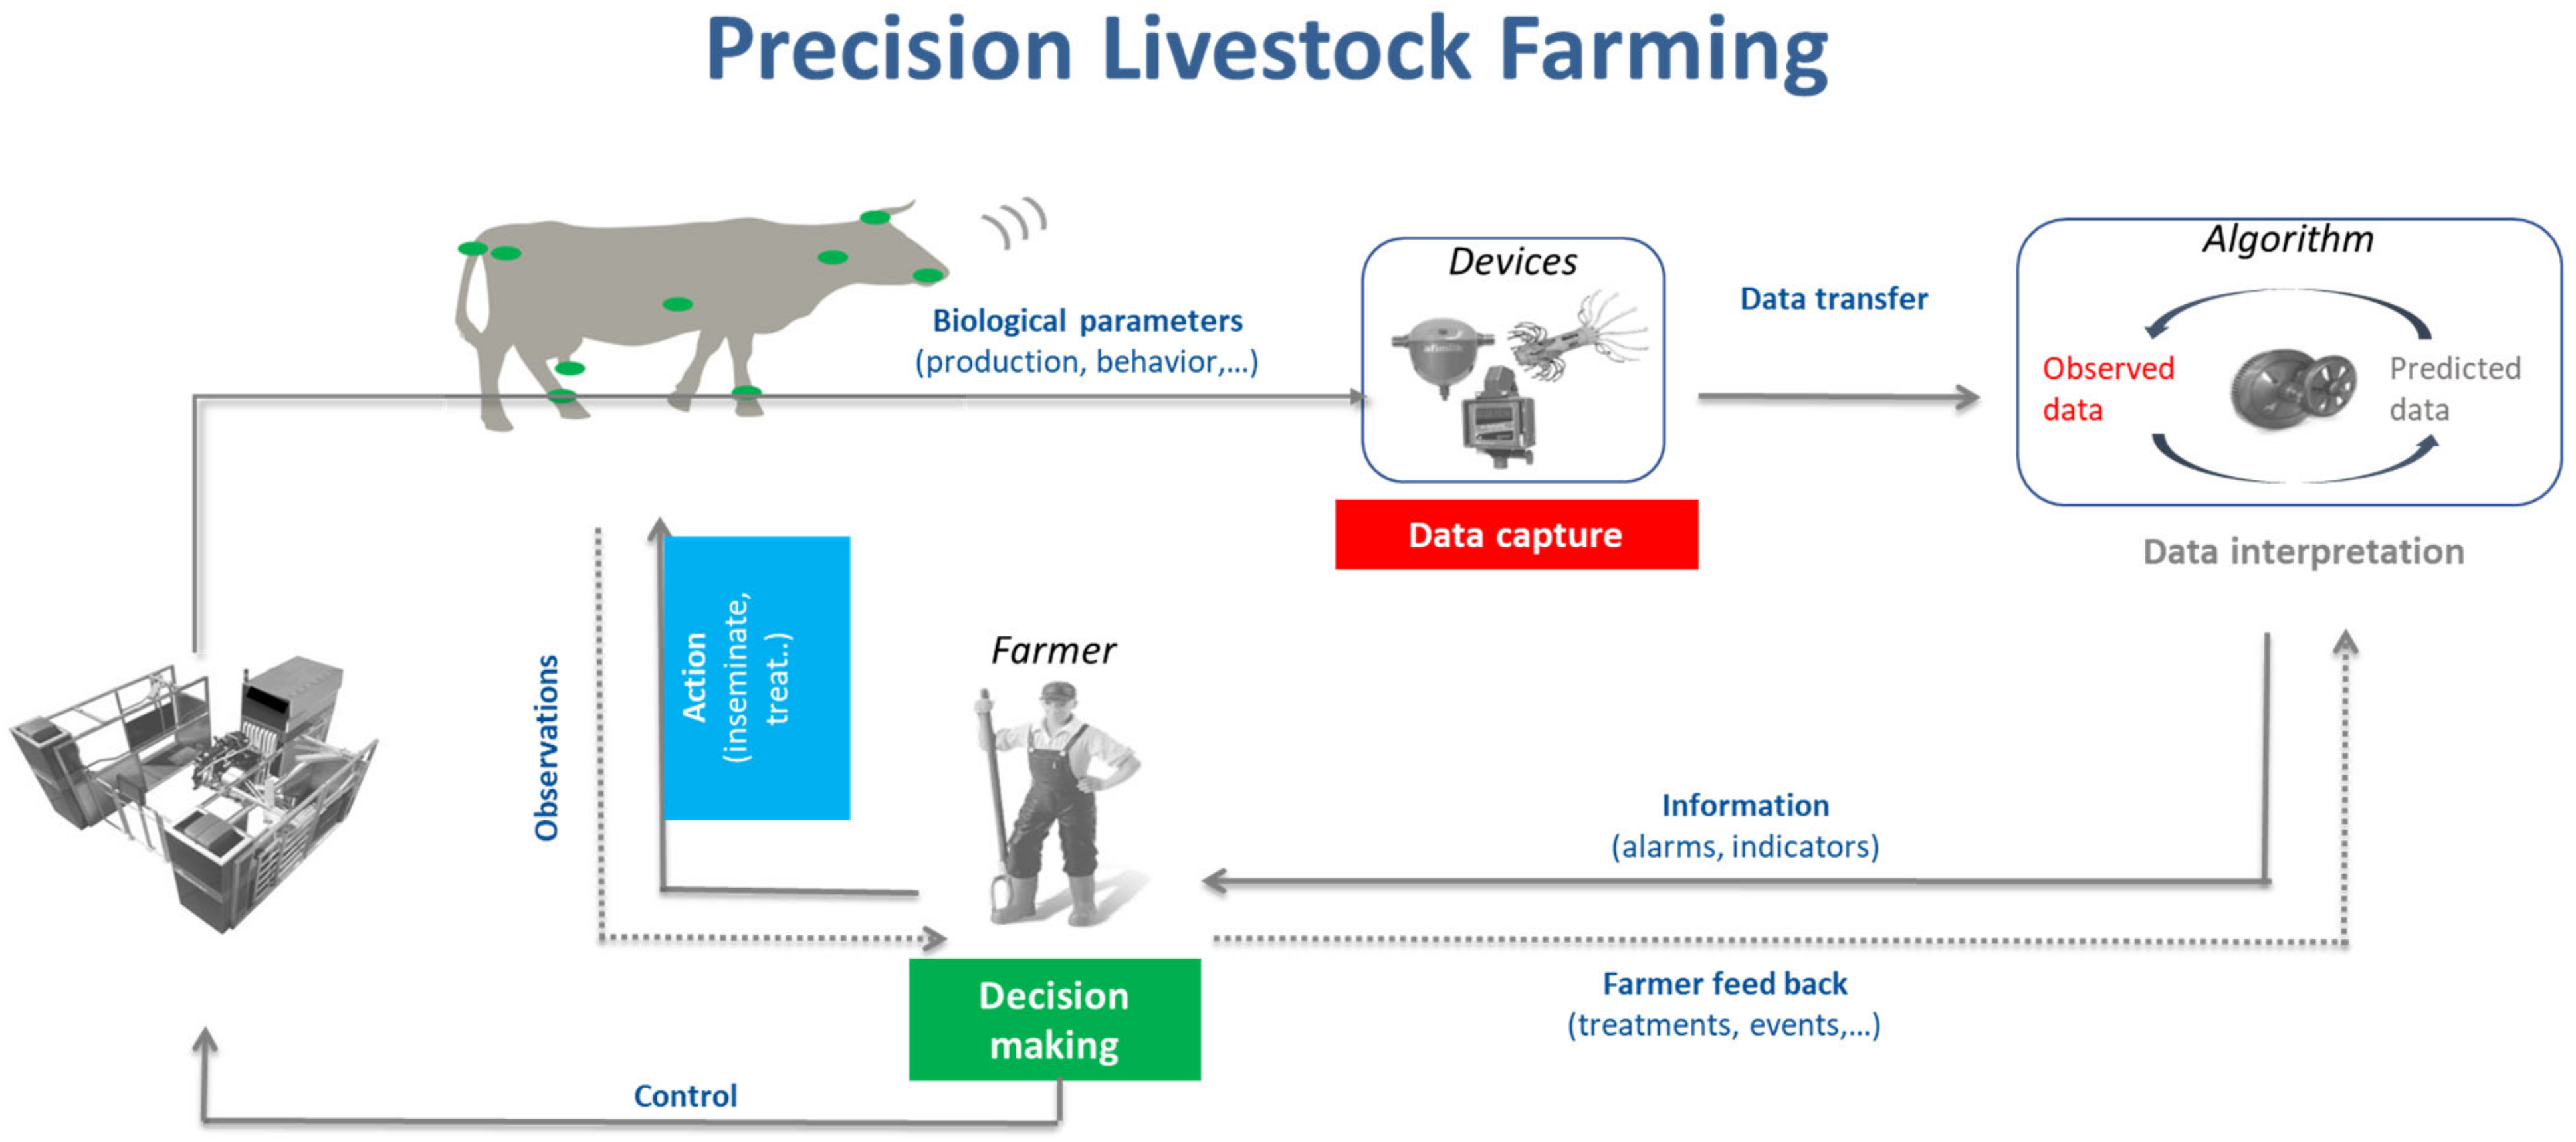 Precision Livestock Farming
Biological parameters
(production, behavior,...)
Devices
afimilk
Data capture
Data transfer
Algorithm
Observed
data
Predicted
data
Data interpretation
Observations
Action
(inseminate,
treat..)
Farmer
Decision
making
Information
(alarms, indicators)
Farmer feed back
(treatments, events,...)
Control